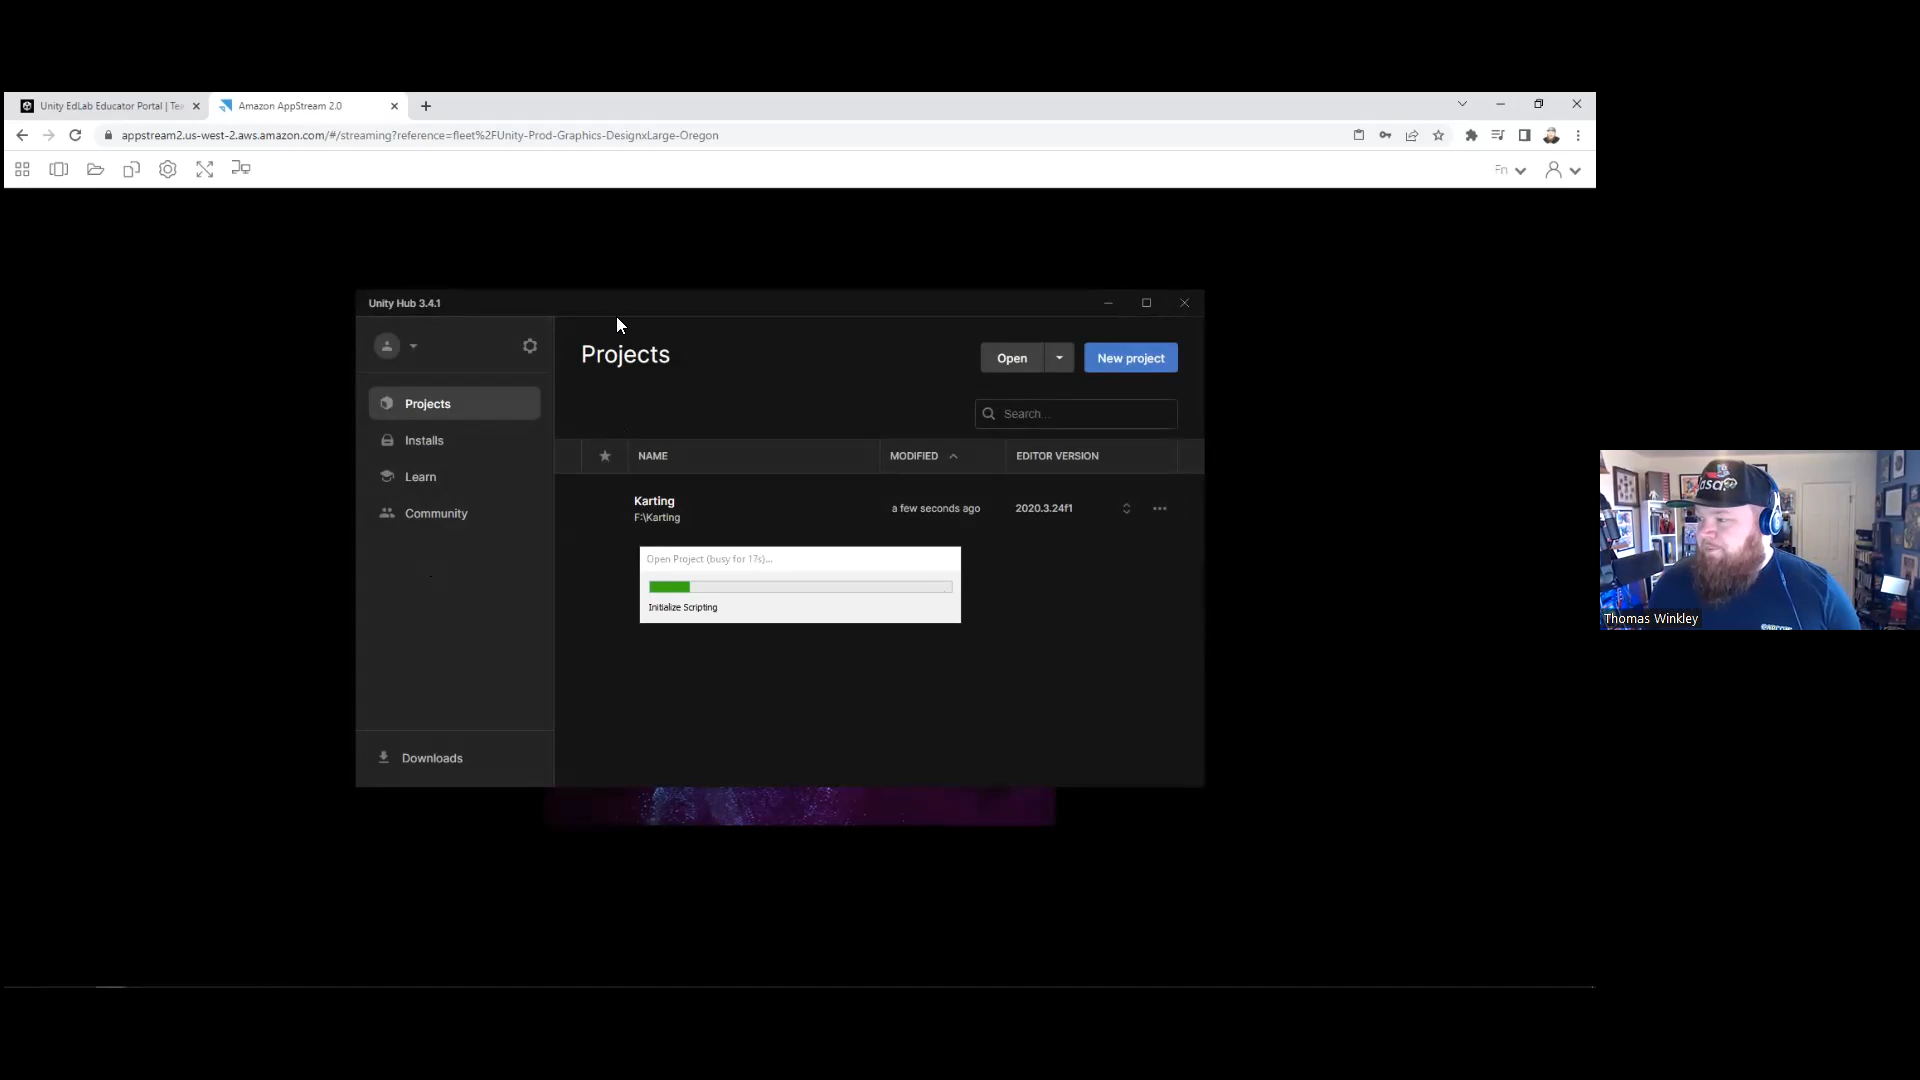 Unity EdLab Educator Portal | Tea
Amazon AppStream 2.0
appstream2.us-west-2.aws.amazon.com/#/streaming?reference=fleet%2FUnity-Prod-Graphics-DesignxLarge-Oregon
En
Unity Hub 3.4.1
Projects
Open
New project
Search...
Projects
Installs
Learn
Community
Downloads
NAME
MODIFIED
EDITOR VERSION
Karting
F:\Karting
a few seconds ago
2020.3.24f1
Open Project (busy for 17s)...
Initialize Scripting
Thomas Winkley